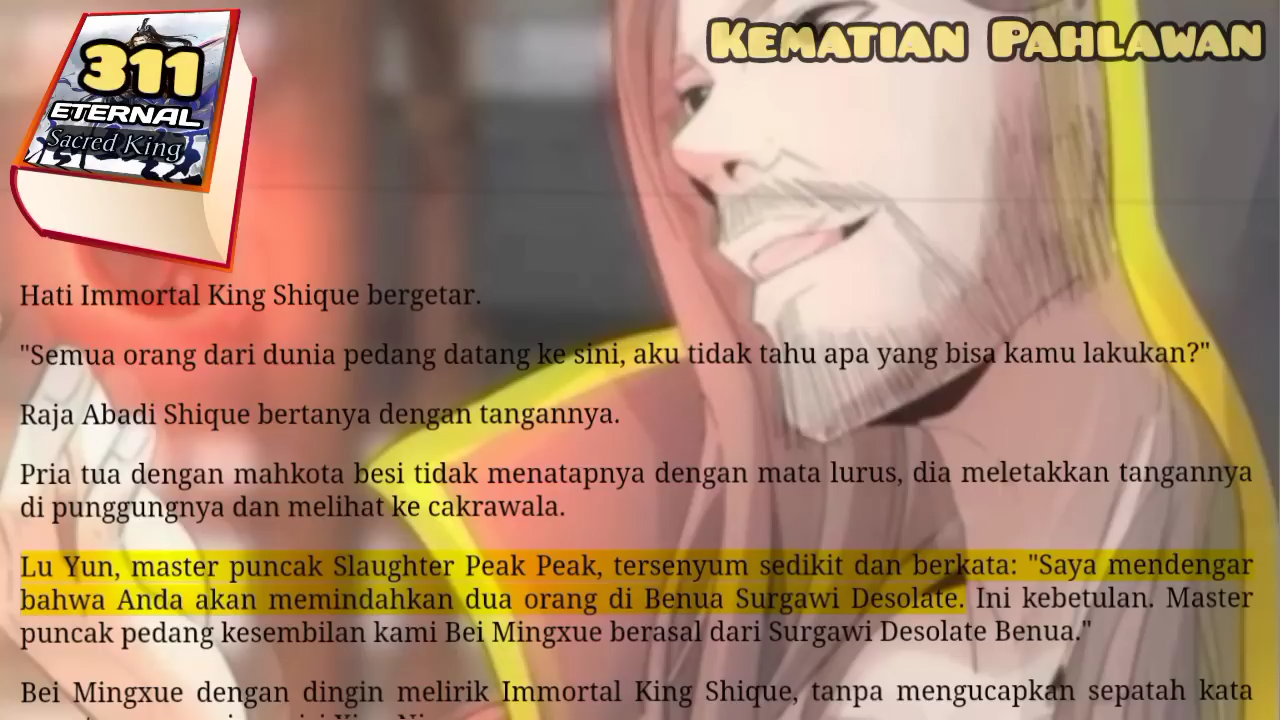 311
ETERNAL
Sacred King
KEMATIAN PAHLAWAN
Hati Immortal King Shique bergetar.
"Semua orang dari dunia pedang datang ke sini, aku tidak tahu apa yang bisa kamu lakukan?"
Raja Abadi Shique bertanya dengan tangannya.
Pria tua dengan mahkota besi tidak menatapnya dengan mata lurus, dia meletakkan tangannya
di punggungnya dan melihat ke cakrawala.
Lu Yun, master puncak Slaughter Peak Peak, tersenyum sedikit dan berkata: "Saya mendengar
bahwa Anda akan memindahkan dua orang di Benua Surgawi Desolate. Ini kebetulan. Master
puncak pedang kesembilan kami Bei Mingxue berasal dari Surgawi Desolate Benua."
Bei Mingxue dengan dingin melirik Immortal King Shique, tanpa mengucapkan sepatah kata